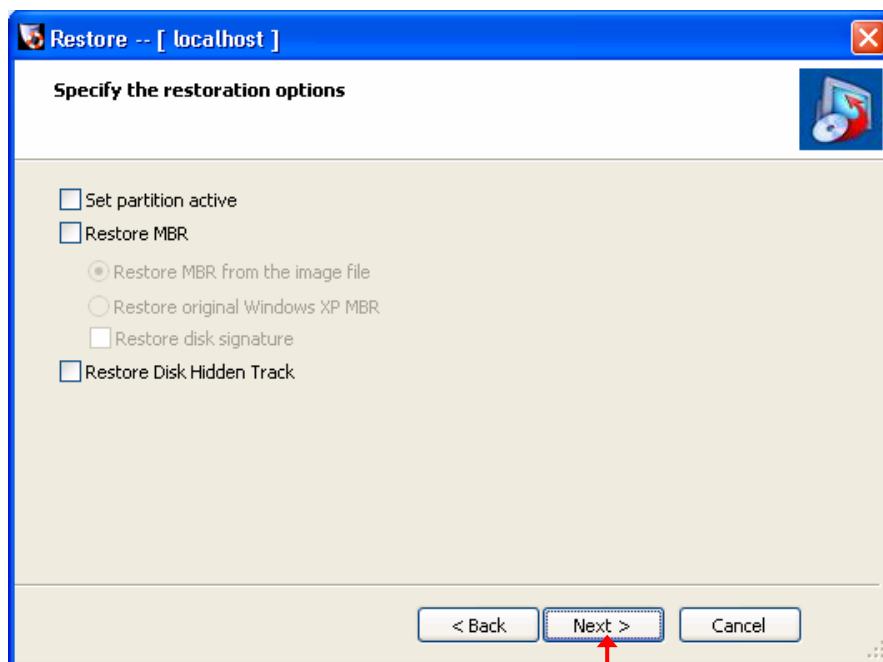 Restore -- [ localhost ]
Specify the restoration options
Set partition active
Restore MBR
Restore MBR from the image file
Restore original Windows XP MBR
Restore disk signature
Restore Disk Hidden Track
< Back Next > Cancel